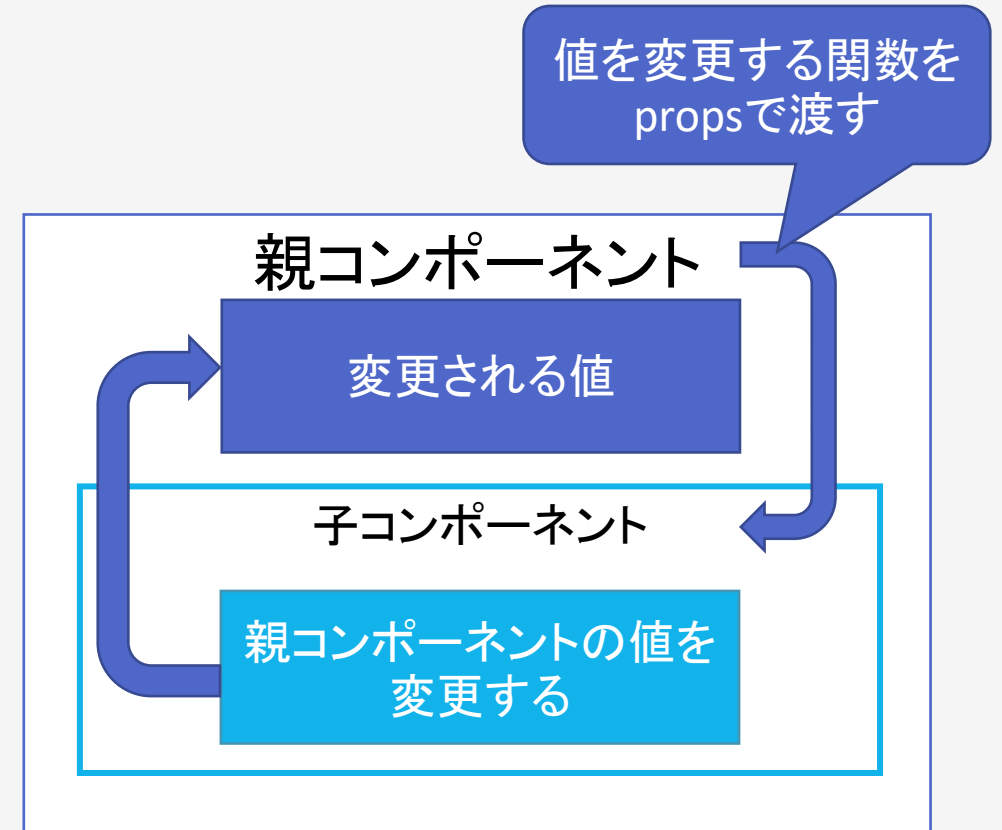 値を変更する関数を
propsで渡す
親コンポーネント
変更される値
子コンポーネント
親コンポーネントの値を
変更する